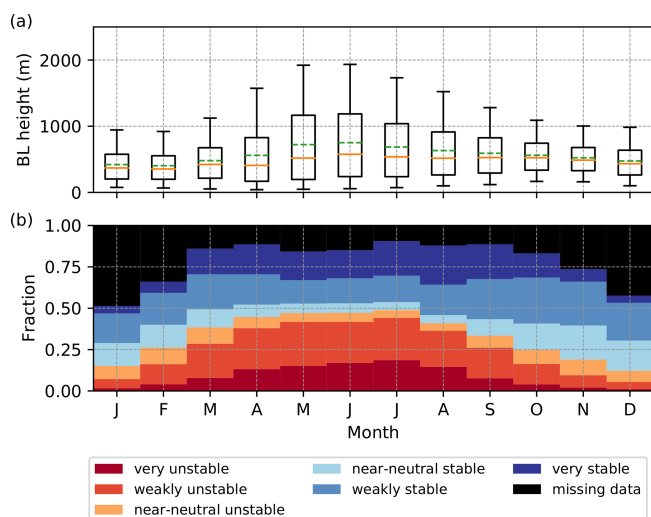 (a)
2000
1000
0
BL height (m)
(b)
1.00
0.75
0.50
0.25
0.00
Fraction
J F M A M J J A S O N D
Month
very unstable near-neutral stable very stable
weakly unstable weakly stable missing data
near-neutral unstable